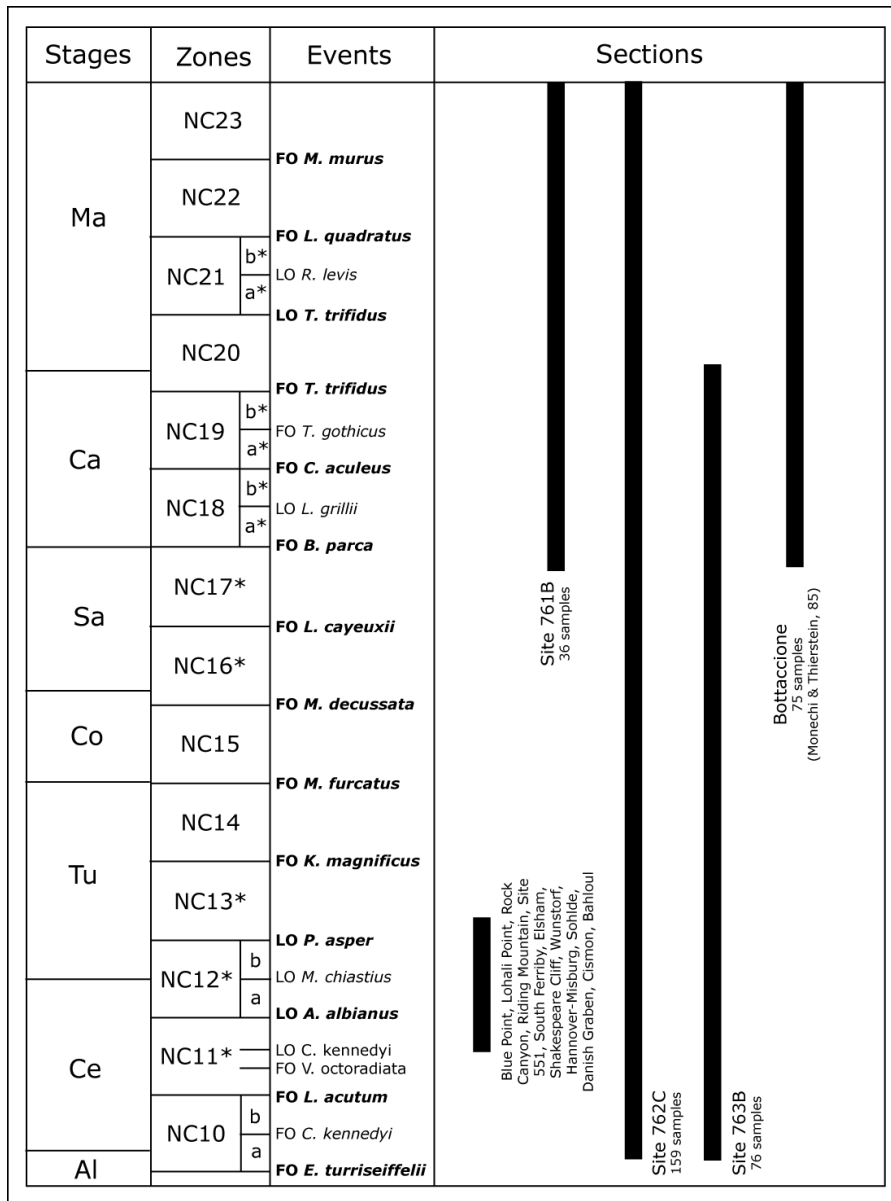 Stages Zones Events Sections
Ma
Ca
Sa
Co
Tu
Ce
Al
NC23
NC22
NC21
b*
a*
NC20
NC19
b*
a*
NC18
b*
a*
NC17*
NC16*
NC15
NC14
NC13*
NC12*
b
a
NC11*
NC10
b
a
FO M. murus
FO L. quadratus
LO R. levis
LO T. trifidus
FO T. trifidus
FO T. gothicus
FO C. aculeus
LO L. grillii
FO B. parca
FO L. cayeuxii
FO M. decussata
FO M. furcatus
FO K. magnificus
LO P. asper
LO M. chiastius
LO A. albianus
LO C. kennedyi
FO V. octoradiata
FO L. acutum
FO C. kennedyi
FO E. turriseiffelii
Blue Point, Lohali Point, Rock
Canyon, Riding Mountain, Site
551, South Ferriby, Elsham,
Shakespeare Cliff, Wunstorf,
Hannover-Misburg, Sohlde,
Danish Graben, Cismon, Bahloul
Site 761B
36 samples
Site 762C
159 samples
Site 763B
76 samples
Bottaccione
75 samples
(Monechi & Thierstein, 85)